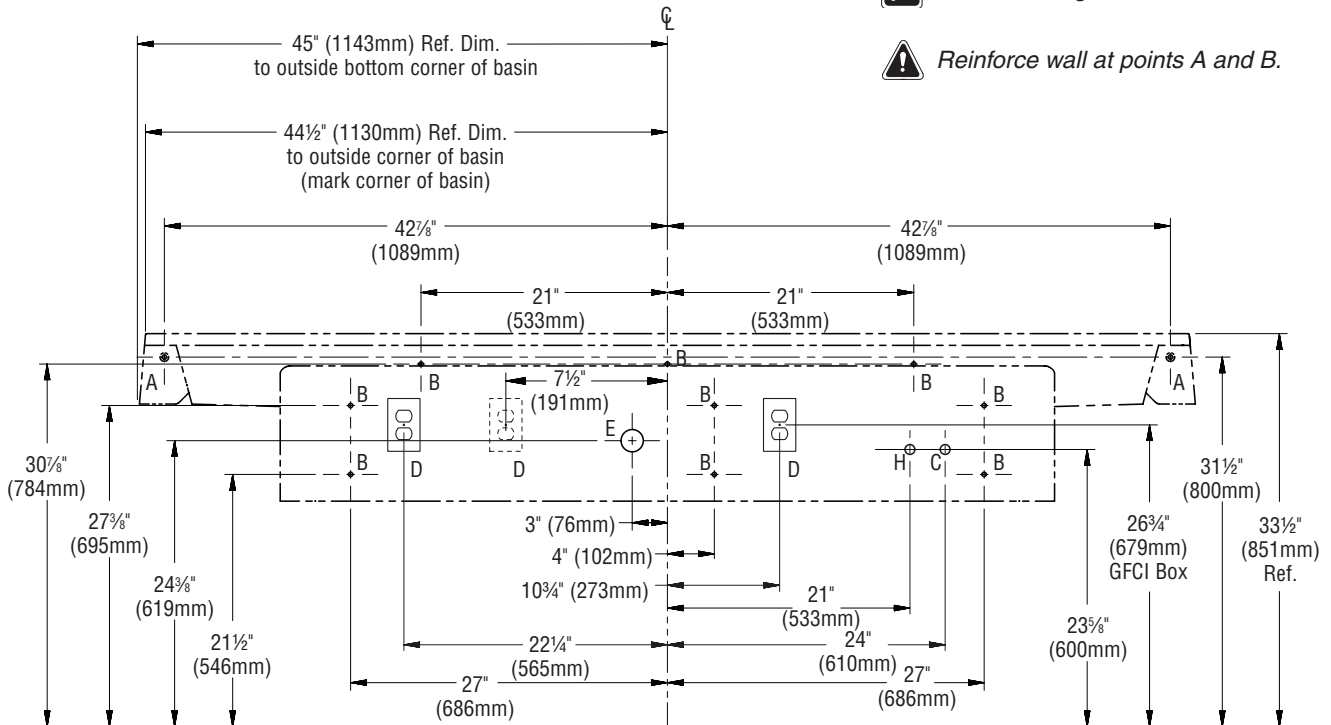 C
L
45" (1143mm) Ref. Dim.
to outside bottom corner of basin
Reinforce wall at points A and B.
44½" (1130mm) Ref. Dim.
to outside corner of basin
(mark corner of basin)
42⅞"
(1089mm)
42⅞"
(1089mm)
21"
(533mm)
21"
(533mm)
B
A
B
B
A
7½"
(191mm)
B
B
B
E
D
D
B
B
D
H
C
B
30⅞"
(784mm)
27⅜"
(695mm)
24⅜"
(619mm)
21½"
(546mm)
3" (76mm)
4" (102mm)
10¾" (273mm)
21"
(533mm)
22¼"
(565mm)
24"
(610mm)
27"
(686mm)
27"
(686mm)
23⅝"
(600mm)
26¾"
(679mm)
GFCI Box
31½"
(800mm)
33½"
(851mm)
Ref.